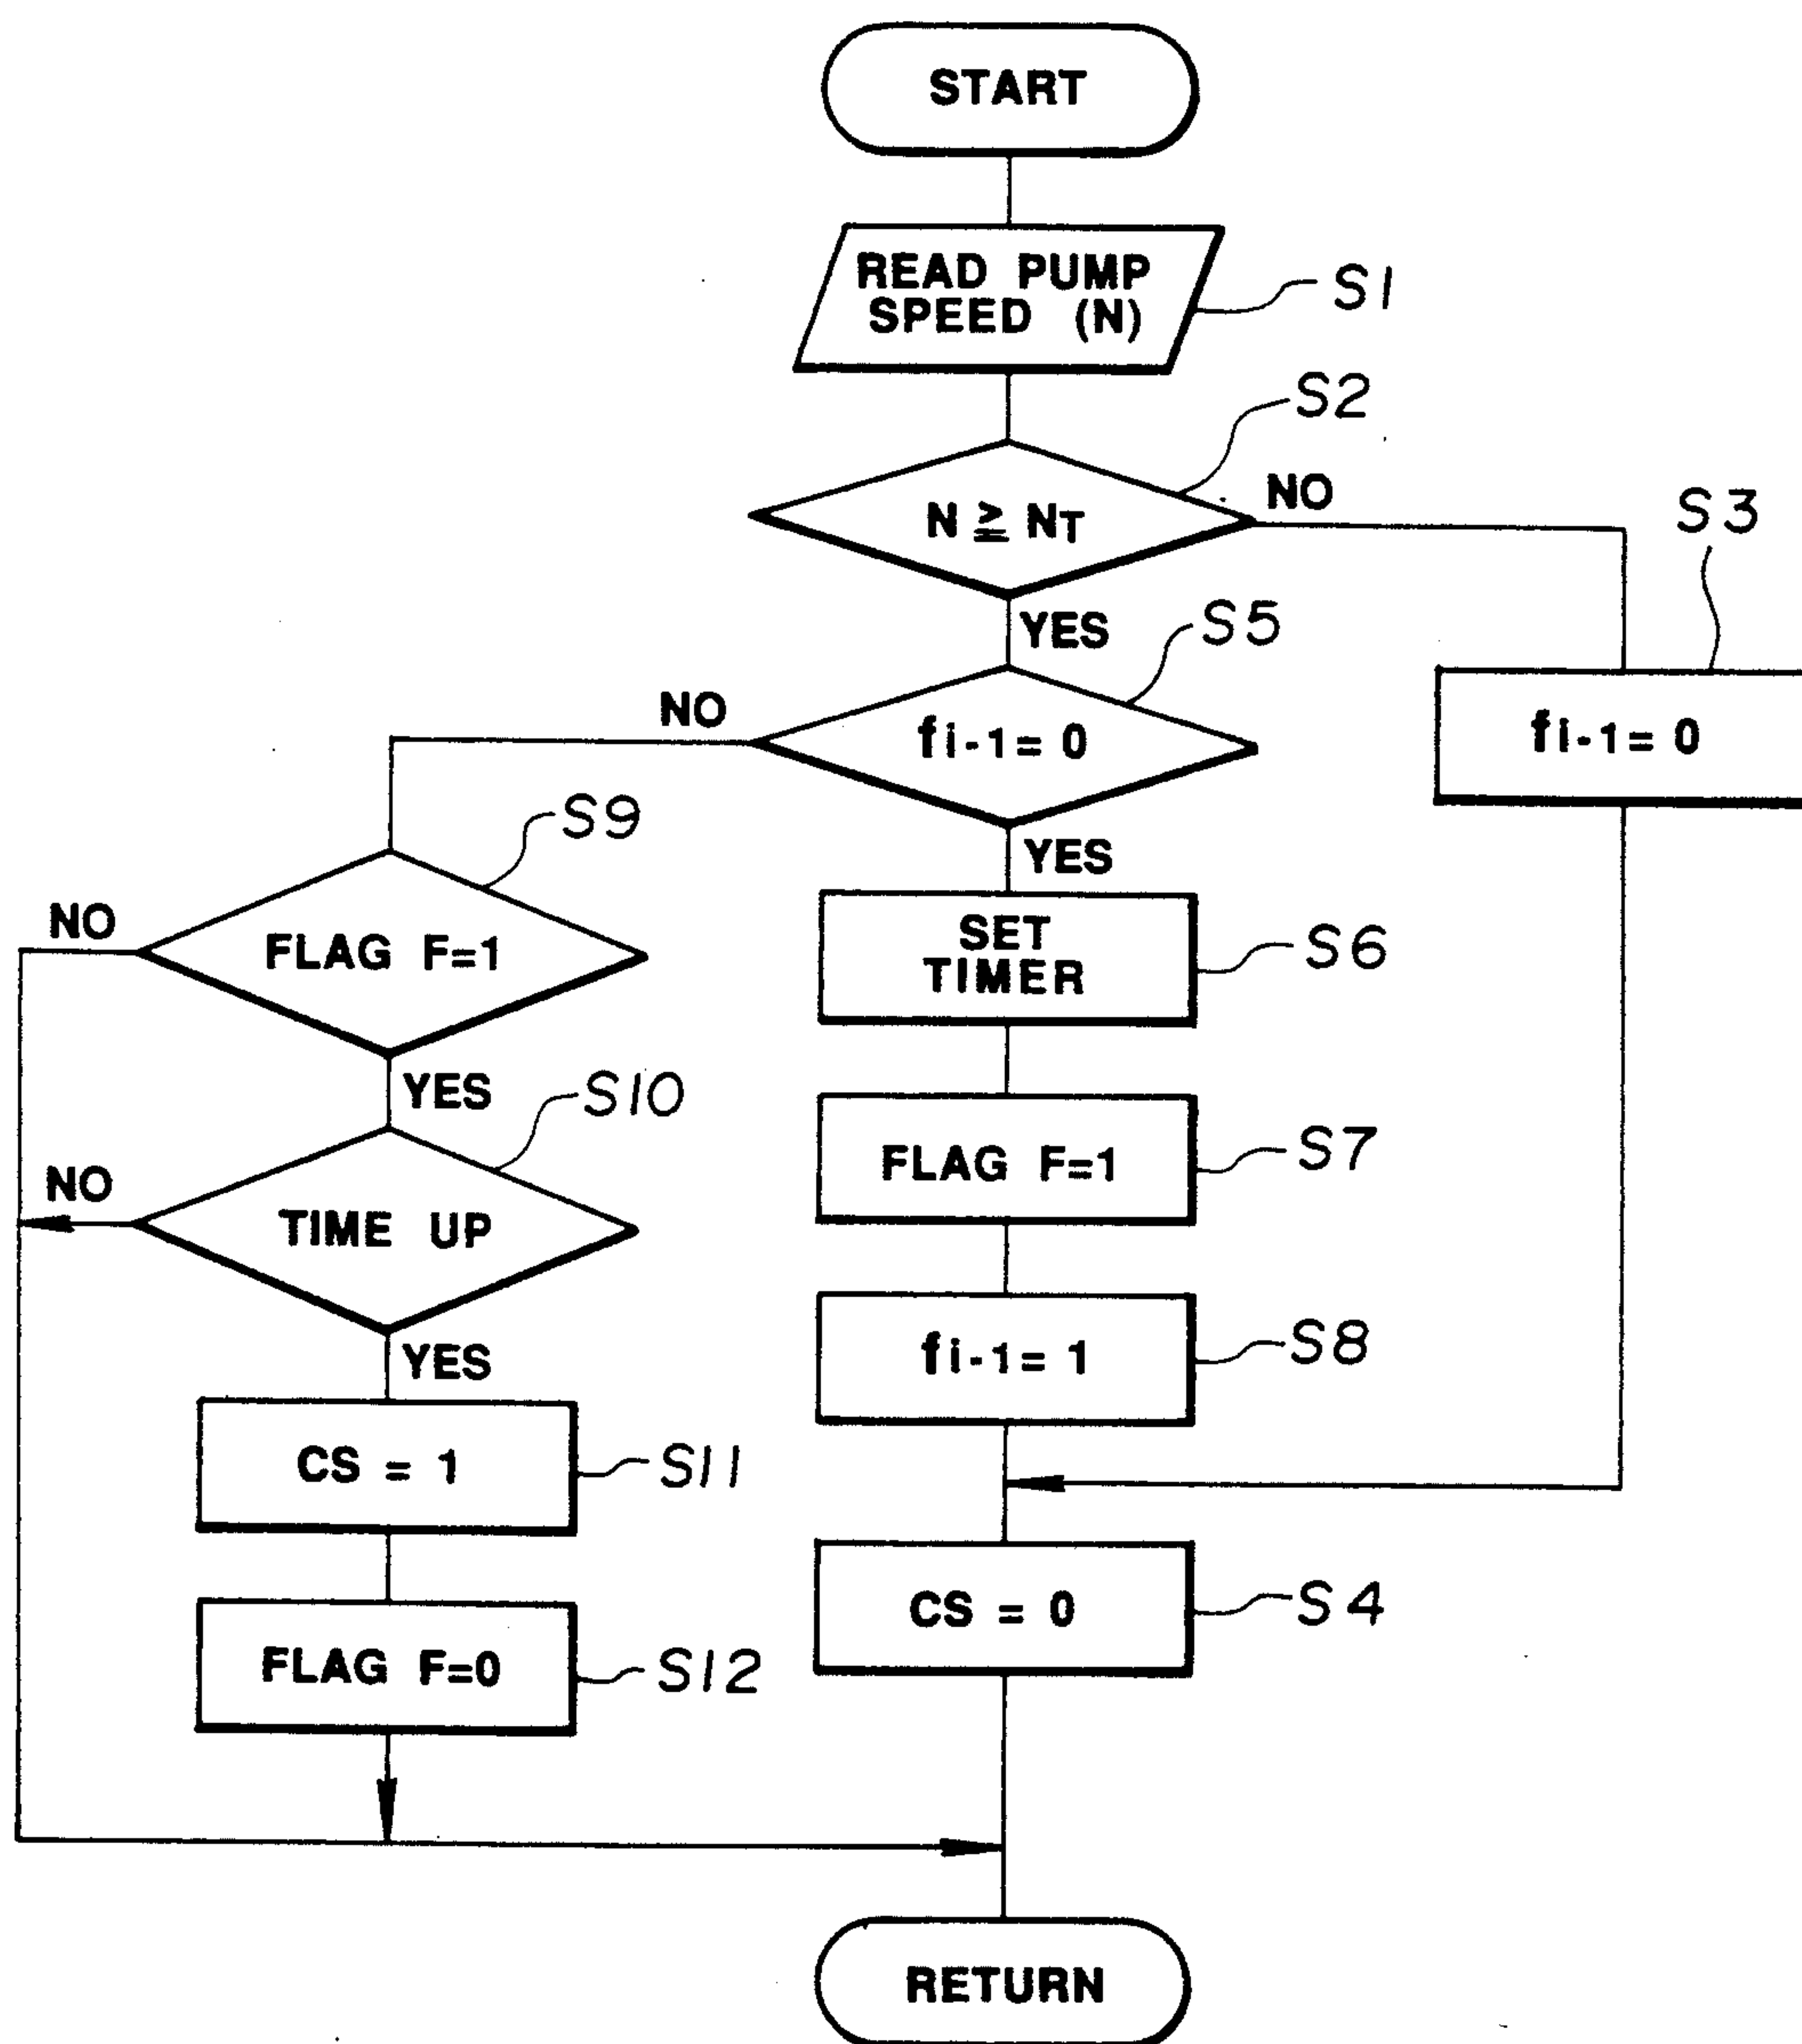 START
READ PUMP
SPEED (N)
S1
S2
N ≧ NT
NO
S3
YES
S5
NO
fi-1= 0
fi-1= 0
S9
YES
NO
FLAG F=1
SET
TIMER
S6
YES
S10
NO
TIME UP
FLAG F=1
S7
YES
fi-1= 1
S8
CS = 1
S11
CS = 0
S4
FLAG F=0
S12
RETURN